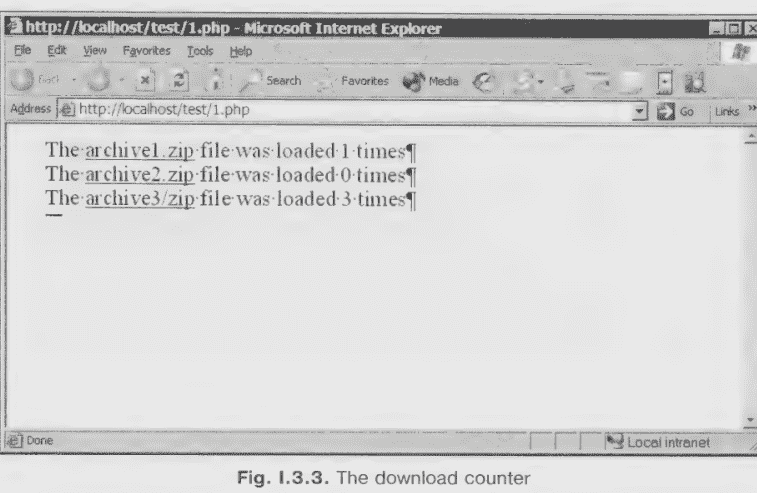 http://localhost/test/1.php - Microsoft Internet Explorer
File Edit View Favorites Tools Help
Back Search Favorites Media
Address http://localhost/test/1.php Go Links »
The·archive1.zip·file·was·loaded·1·times¶
The·archive2.zip·file·was·loaded·0·times¶
The·archive3/zip·file·was·loaded·3·times¶
Done Local intranet
Fig. I.3.3. The download counter